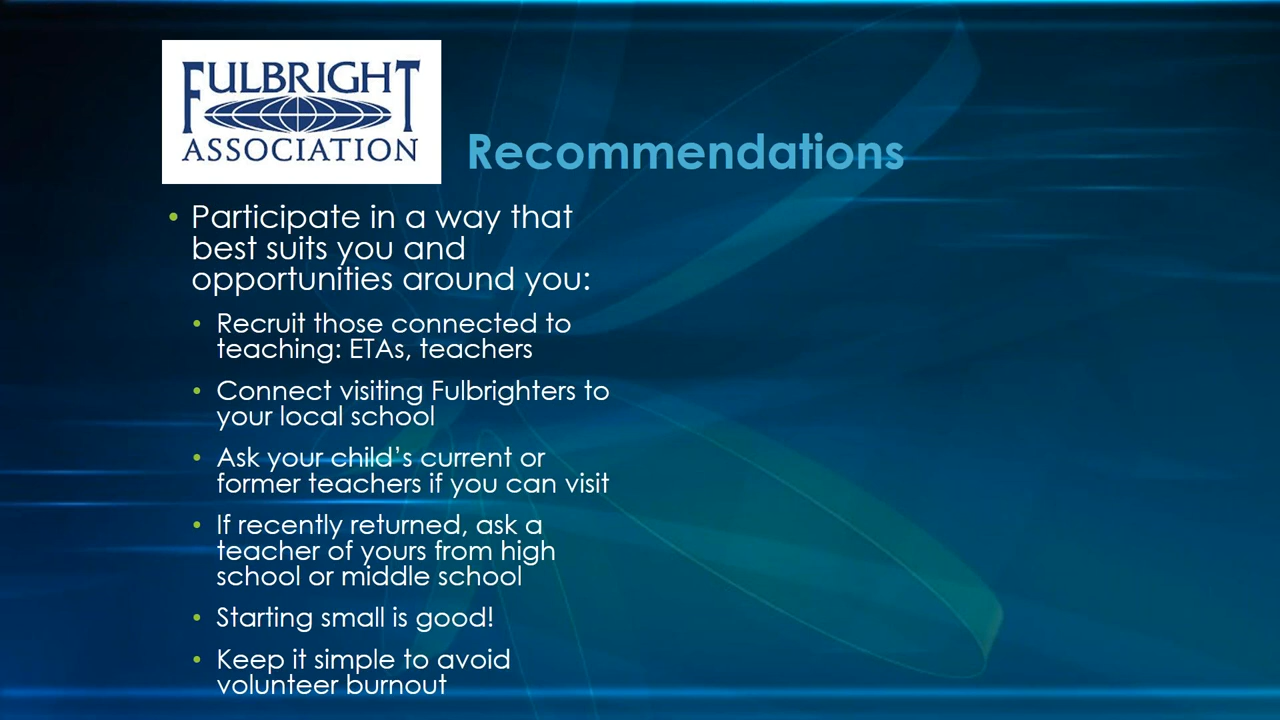 FULBRIGHT
ASSOCIATION
Recommendations
• Participate in a way that
best suits you and
opportunities around you:
• Recruit those connected to
teaching: ETAs, teachers
• Connect visiting Fulbrighters to
your local school
• Ask your child’s current or
former teachers if you can visit
• If recently returned, ask a
teacher of yours from high
school or middle school
• Starting small is good!
• Keep it simple to avoid
volunteer burnout